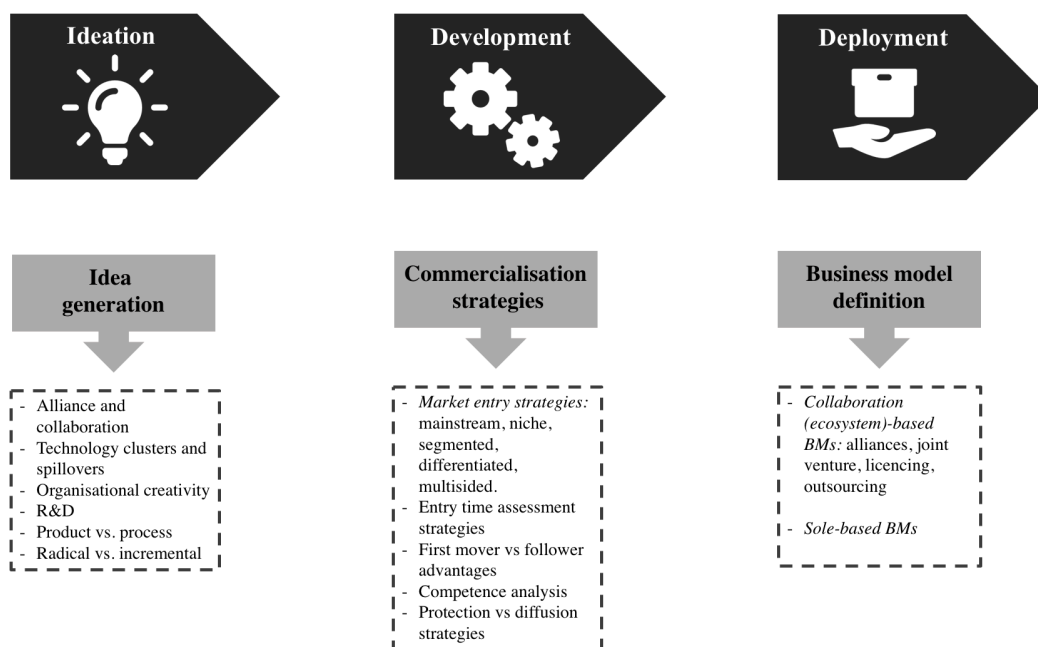 Ideation
Development
Deployment
Idea
generation
Commercialisation
strategies
Business model
definition
- Alliance and
collaboration
- Technology clusters and
spillovers
- Organisational creativity
- R&D
- Product vs. process
- Radical vs. incremental
- Market entry strategies:
mainstream, niche,
segmented,
differentiated,
multisided.
- Entry time assessment
strategies
- First mover vs follower
advantages
- Competence analysis
- Protection vs diffusion
strategies
- Collaboration
(ecosystem)-based
BMs: alliances, joint
venture, licencing,
outsourcing
- Sole-based BMs